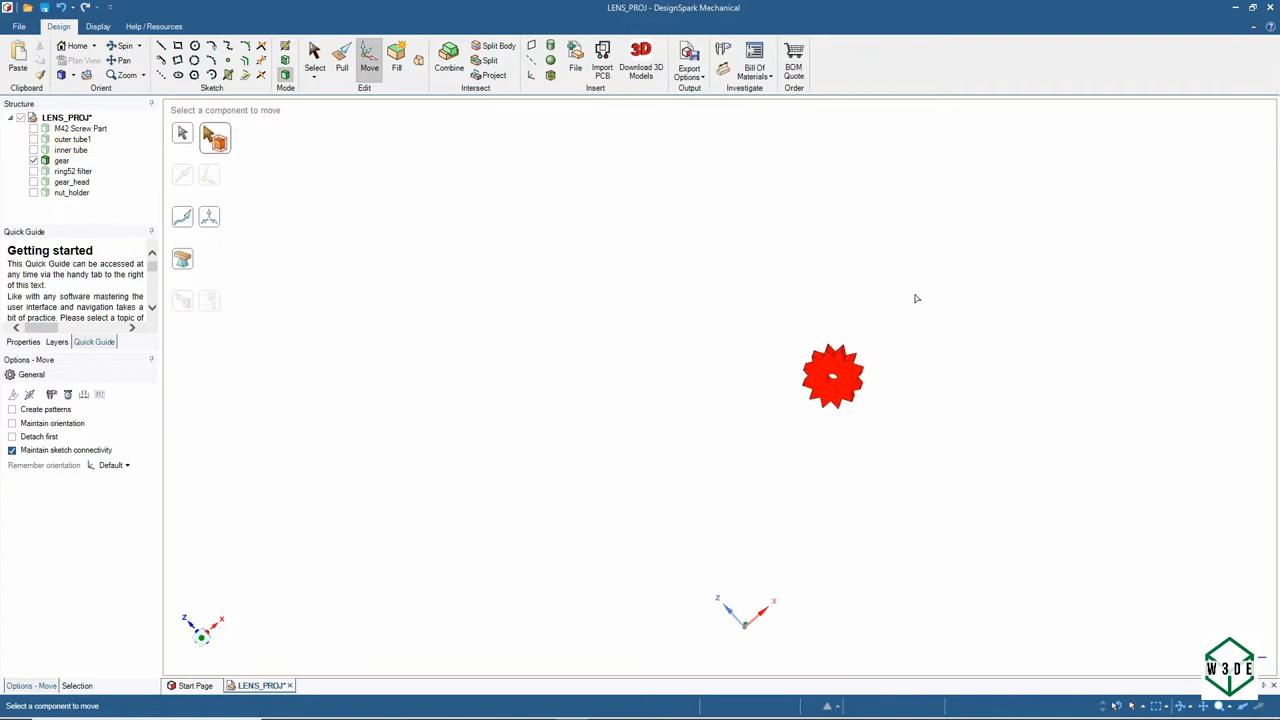 LENS_PROJ - DesignSpark Mechanical
File
Design
Display
Help / Resources
Paste
Clipboard
Home
Spin
Plan View
Pan
Zoom
Orient
Sketch
Mode
Select
Pull
Move
Fill
Edit
Combine
Split Body
Split
Project
Intersect
File
Import PCB
3D
Download 3D Models
Insert
Export Options
Output
Bill Of Materials
Investigate
BOM Quote
Order
Structure
LENS_PROJ*
M42 Screw Part
outer tube1
inner tube
gear
ring52 filter
gear_head
nut_holder
Select a component to move
Quick Guide
Getting started
This Quick Guide can be accessed
at any time via the handy tab to the right
of this text.
Like with any software mastering the
user interface and navigation takes a
bit of practice. Please select a topic of
Properties
Layers
Quick Guide
Options - Move
General
Create patterns
Maintain orientation
Detach first
Maintain sketch connectivity
Remember orientation
Default
z
x
z
x
W3DE
Options - Move
Selection
Start Page
LENS_PROJ*
Select a component to move